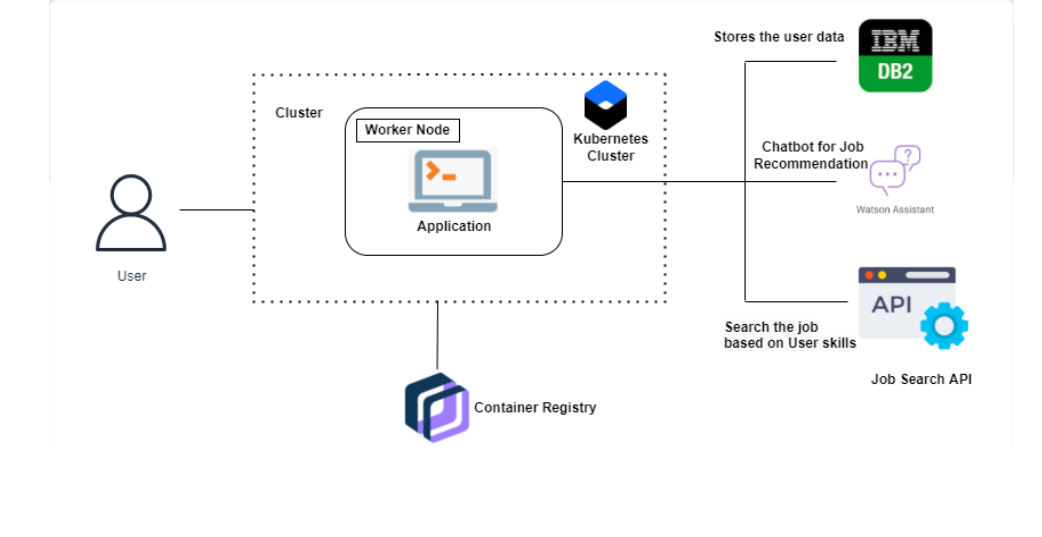 Stores the user data
IBM
DB2
Cluster
Worker Node
Kubernetes
Cluster
Application
Chatbot for Job
Recommendation
?
Watson Assistant
User
API
Search the job
based on User skills
Job Search API
Container Registry